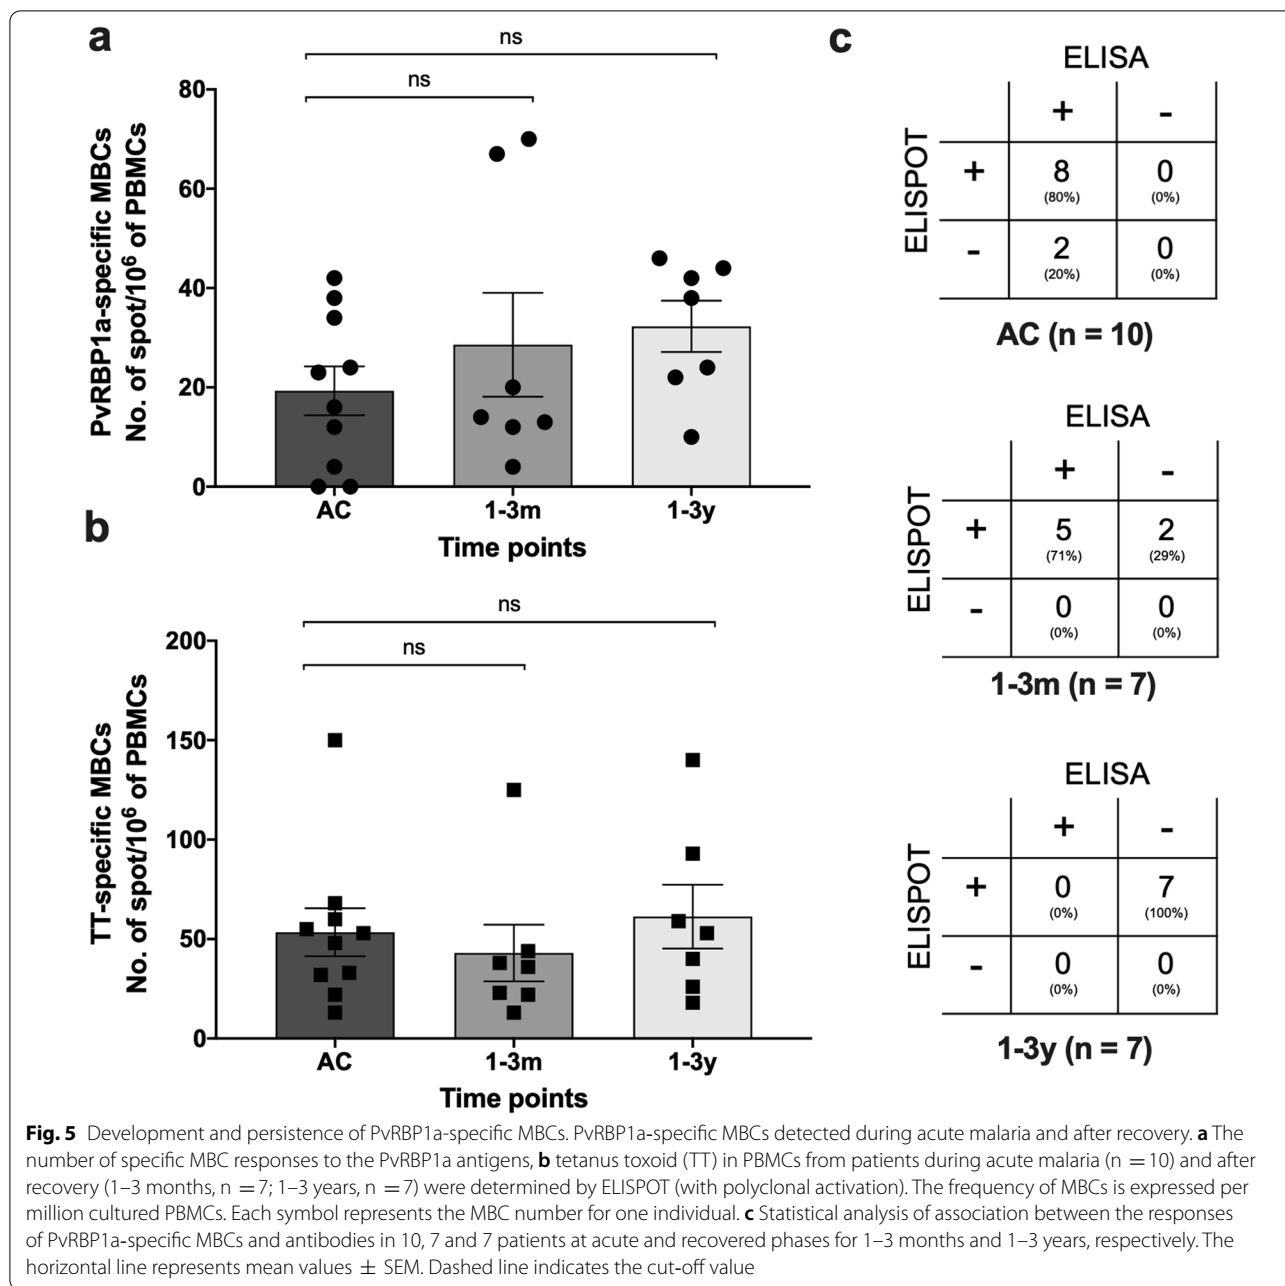 a
ns
ns
PvRBP1a-specific MBCs
No. of spot/10⁶ of PBMCs
80
60
40
20
0
AC 1-3m 1-3y
Time points
b
ns
ns
TT-specific MBCs
No. of spot/10⁶ of PBMCs
200
150
100
50
0
AC 1-3m 1-3y
Time points
c
ELISA
+ -
ELISPOT
+ 8 0
(80%) (0%)
- 2 0
(20%) (0%)
AC (n = 10)
ELISA
+ -
ELISPOT
+ 5 2
(71%) (29%)
- 0 0
(0%) (0%)
1-3m (n = 7)
ELISA
+ -
ELISPOT
+ 0 7
(0%) (100%)
- 0 0
(0%) (0%)
1-3y (n = 7)
Fig. 5 Development and persistence of PvRBP1a-specific MBCs. PvRBP1a-specific MBCs detected during acute malaria and after recovery. a The
number of specific MBC responses to the PvRBP1a antigens, b tetanus toxoid (TT) in PBMCs from patients during acute malaria (n = 10) and after
recovery (1–3 months, n = 7; 1–3 years, n = 7) were determined by ELISPOT (with polyclonal activation). The frequency of MBCs is expressed per
million cultured PBMCs. Each symbol represents the MBC number for one individual. c Statistical analysis of association between the responses
of PvRBP1a-specific MBCs and antibodies in 10, 7 and 7 patients at acute and recovered phases for 1–3 months and 1–3 years, respectively. The
horizontal line represents mean values ± SEM. Dashed line indicates the cut-off value